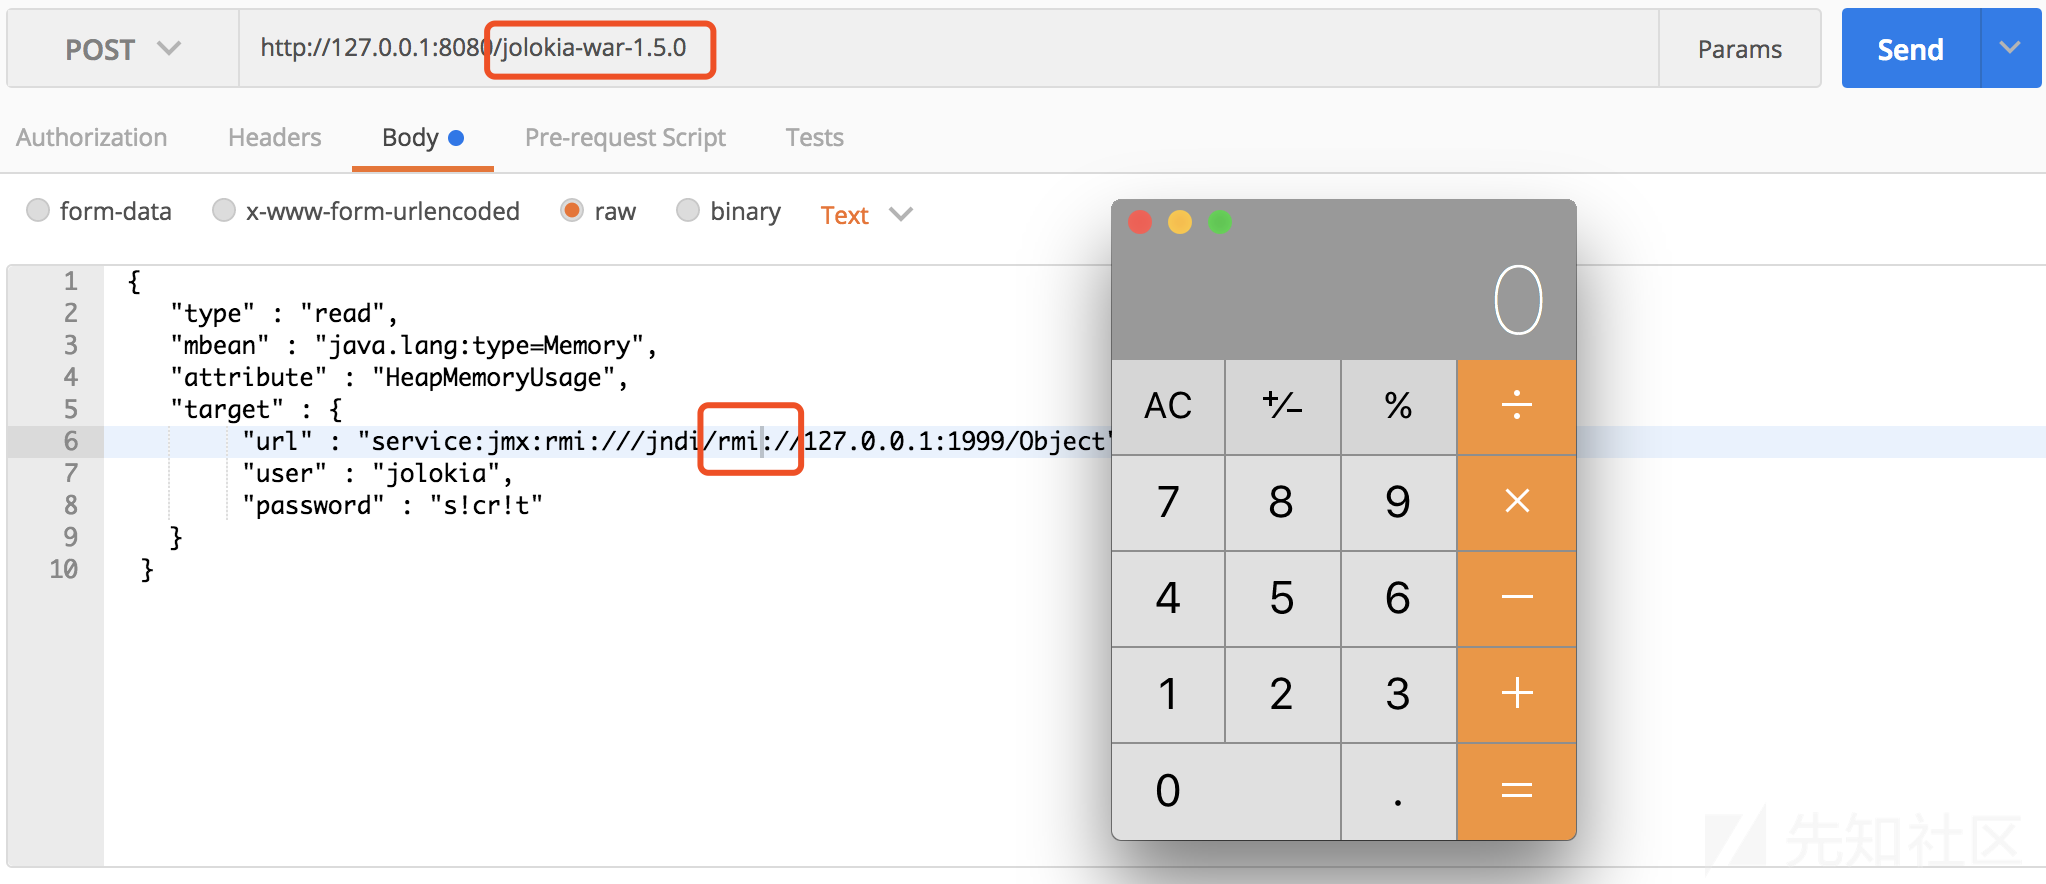 POST http://127.0.0.1:8080/jolokia-war-1.5.0 Params Send
Authorization Headers Body Pre-request Script Tests
form-data x-www-form-urlencoded raw binary Text
1 {
2 "type" : "read",
3 "mbean" : "java.lang:type=Memory",
4 "attribute" : "HeapMemoryUsage",
5 "target" : {
6 "url" : "service:jmx:rmi:///jndi/rmi://127.0.0.1:1999/Object"
7 "user" : "jolokia",
8 "password" : "s!cr!t"
9 }
10 }
0
AC +/− % ÷
7 8 9 ×
4 5 6 −
1 2 3 +
0 . =
先知社区